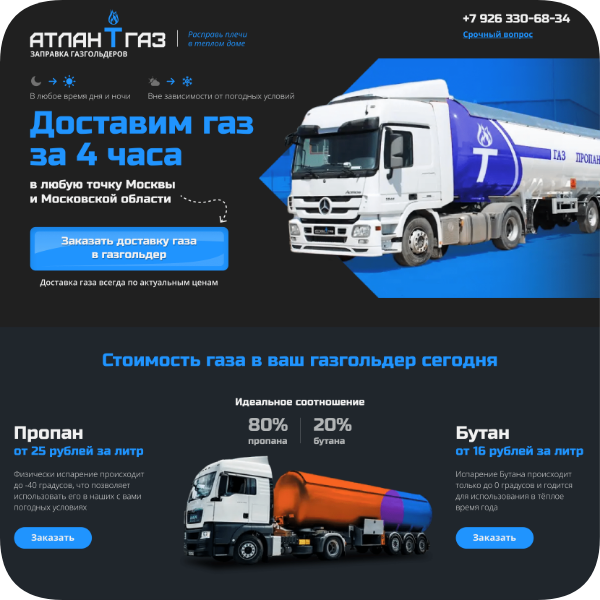 АТЛАНТГАЗ
ЗАПРАВКА ГАЗГОЛЬДЕРОВ
Расправь плечи
в теплом доме
+7 926 330-68-34
Срочный вопрос
В любое время дня и ночи
Вне зависимости от погодных условий
Доставим газ
за 4 часа
в любую точку Москвы
и Московской области
Заказать доставку газа
в газгольдер
Доставка газа всегда по актуальным ценам
Т
ГАЗ ПРОПАН
Стоимость газа в ваш газгольдер сегодня
Идеальное соотношение
80% 20%
пропана бутана
Пропан
от 25 рублей за литр
Физически испарение происходит
до -40 градусов, что позволяет
использовать его в наших с вами
погодных условиях
Заказать
Бутан
от 16 рублей за литр
Испарение Бутана происходит
только до 0 градусов и годится
для использования в тёплое
время года
Заказать